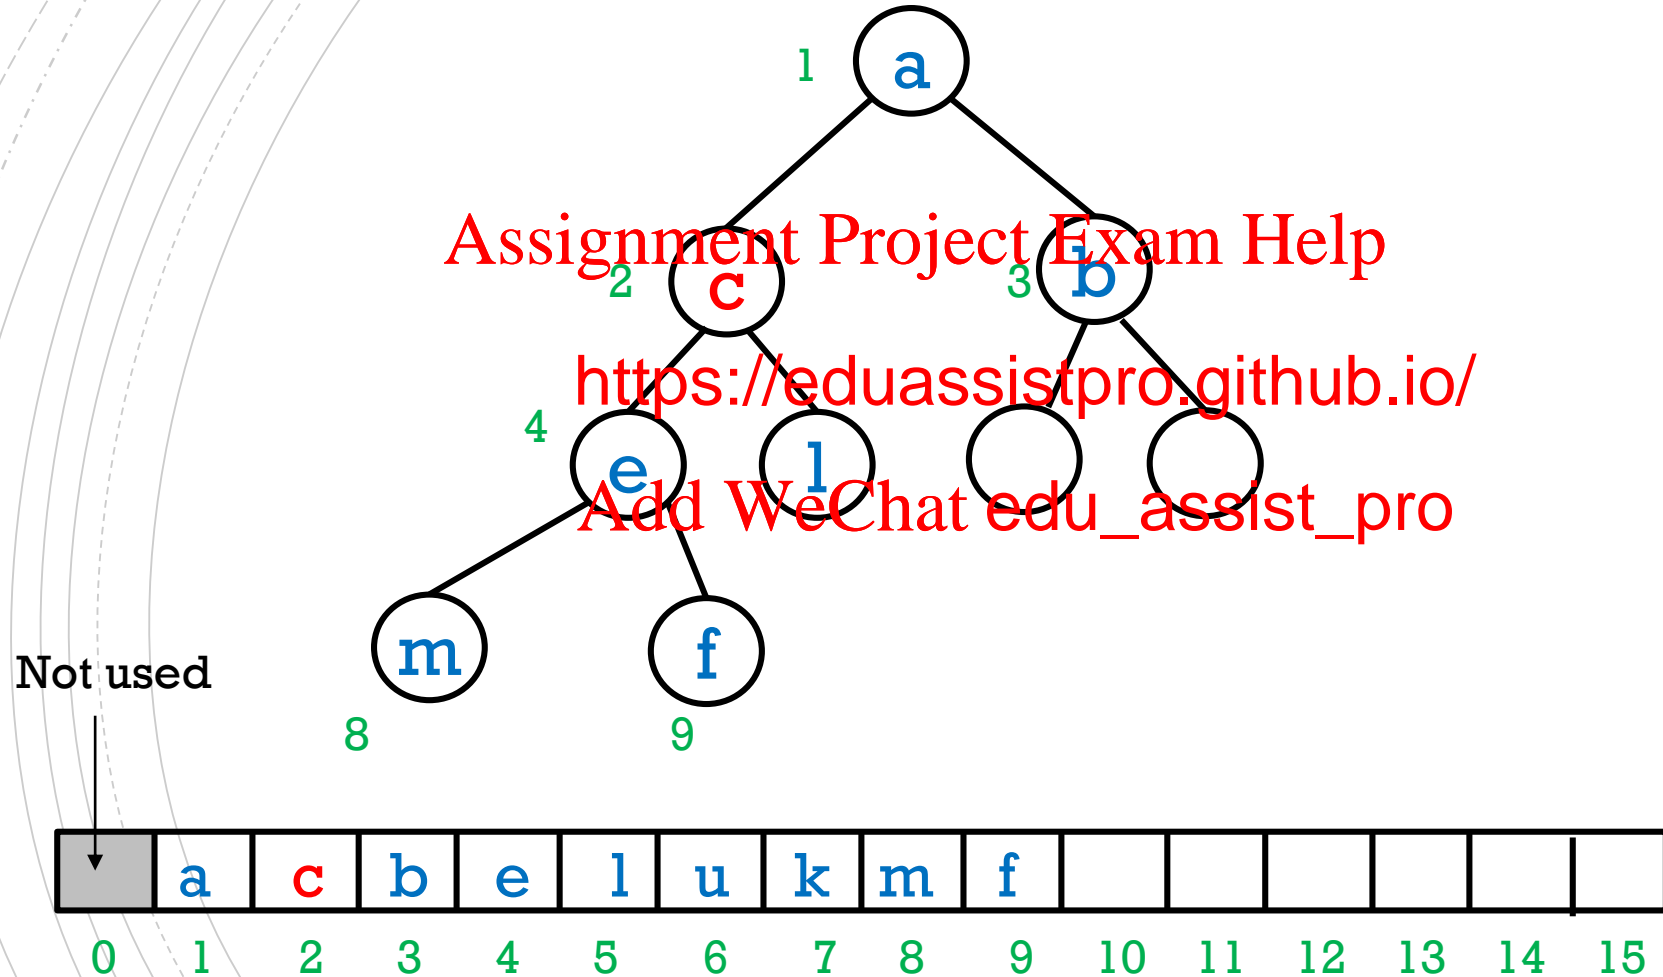 1 a
Assignment Project Exam Help
2 c 3 b
https://eduassistpro.github.io/
4 e l
Add WeChat edu_assist_pro
m f
Not used
8 9
a c b e l u k m f
0 1 2 3 4 5 6 7 8 9 10 11 12 13 14 15